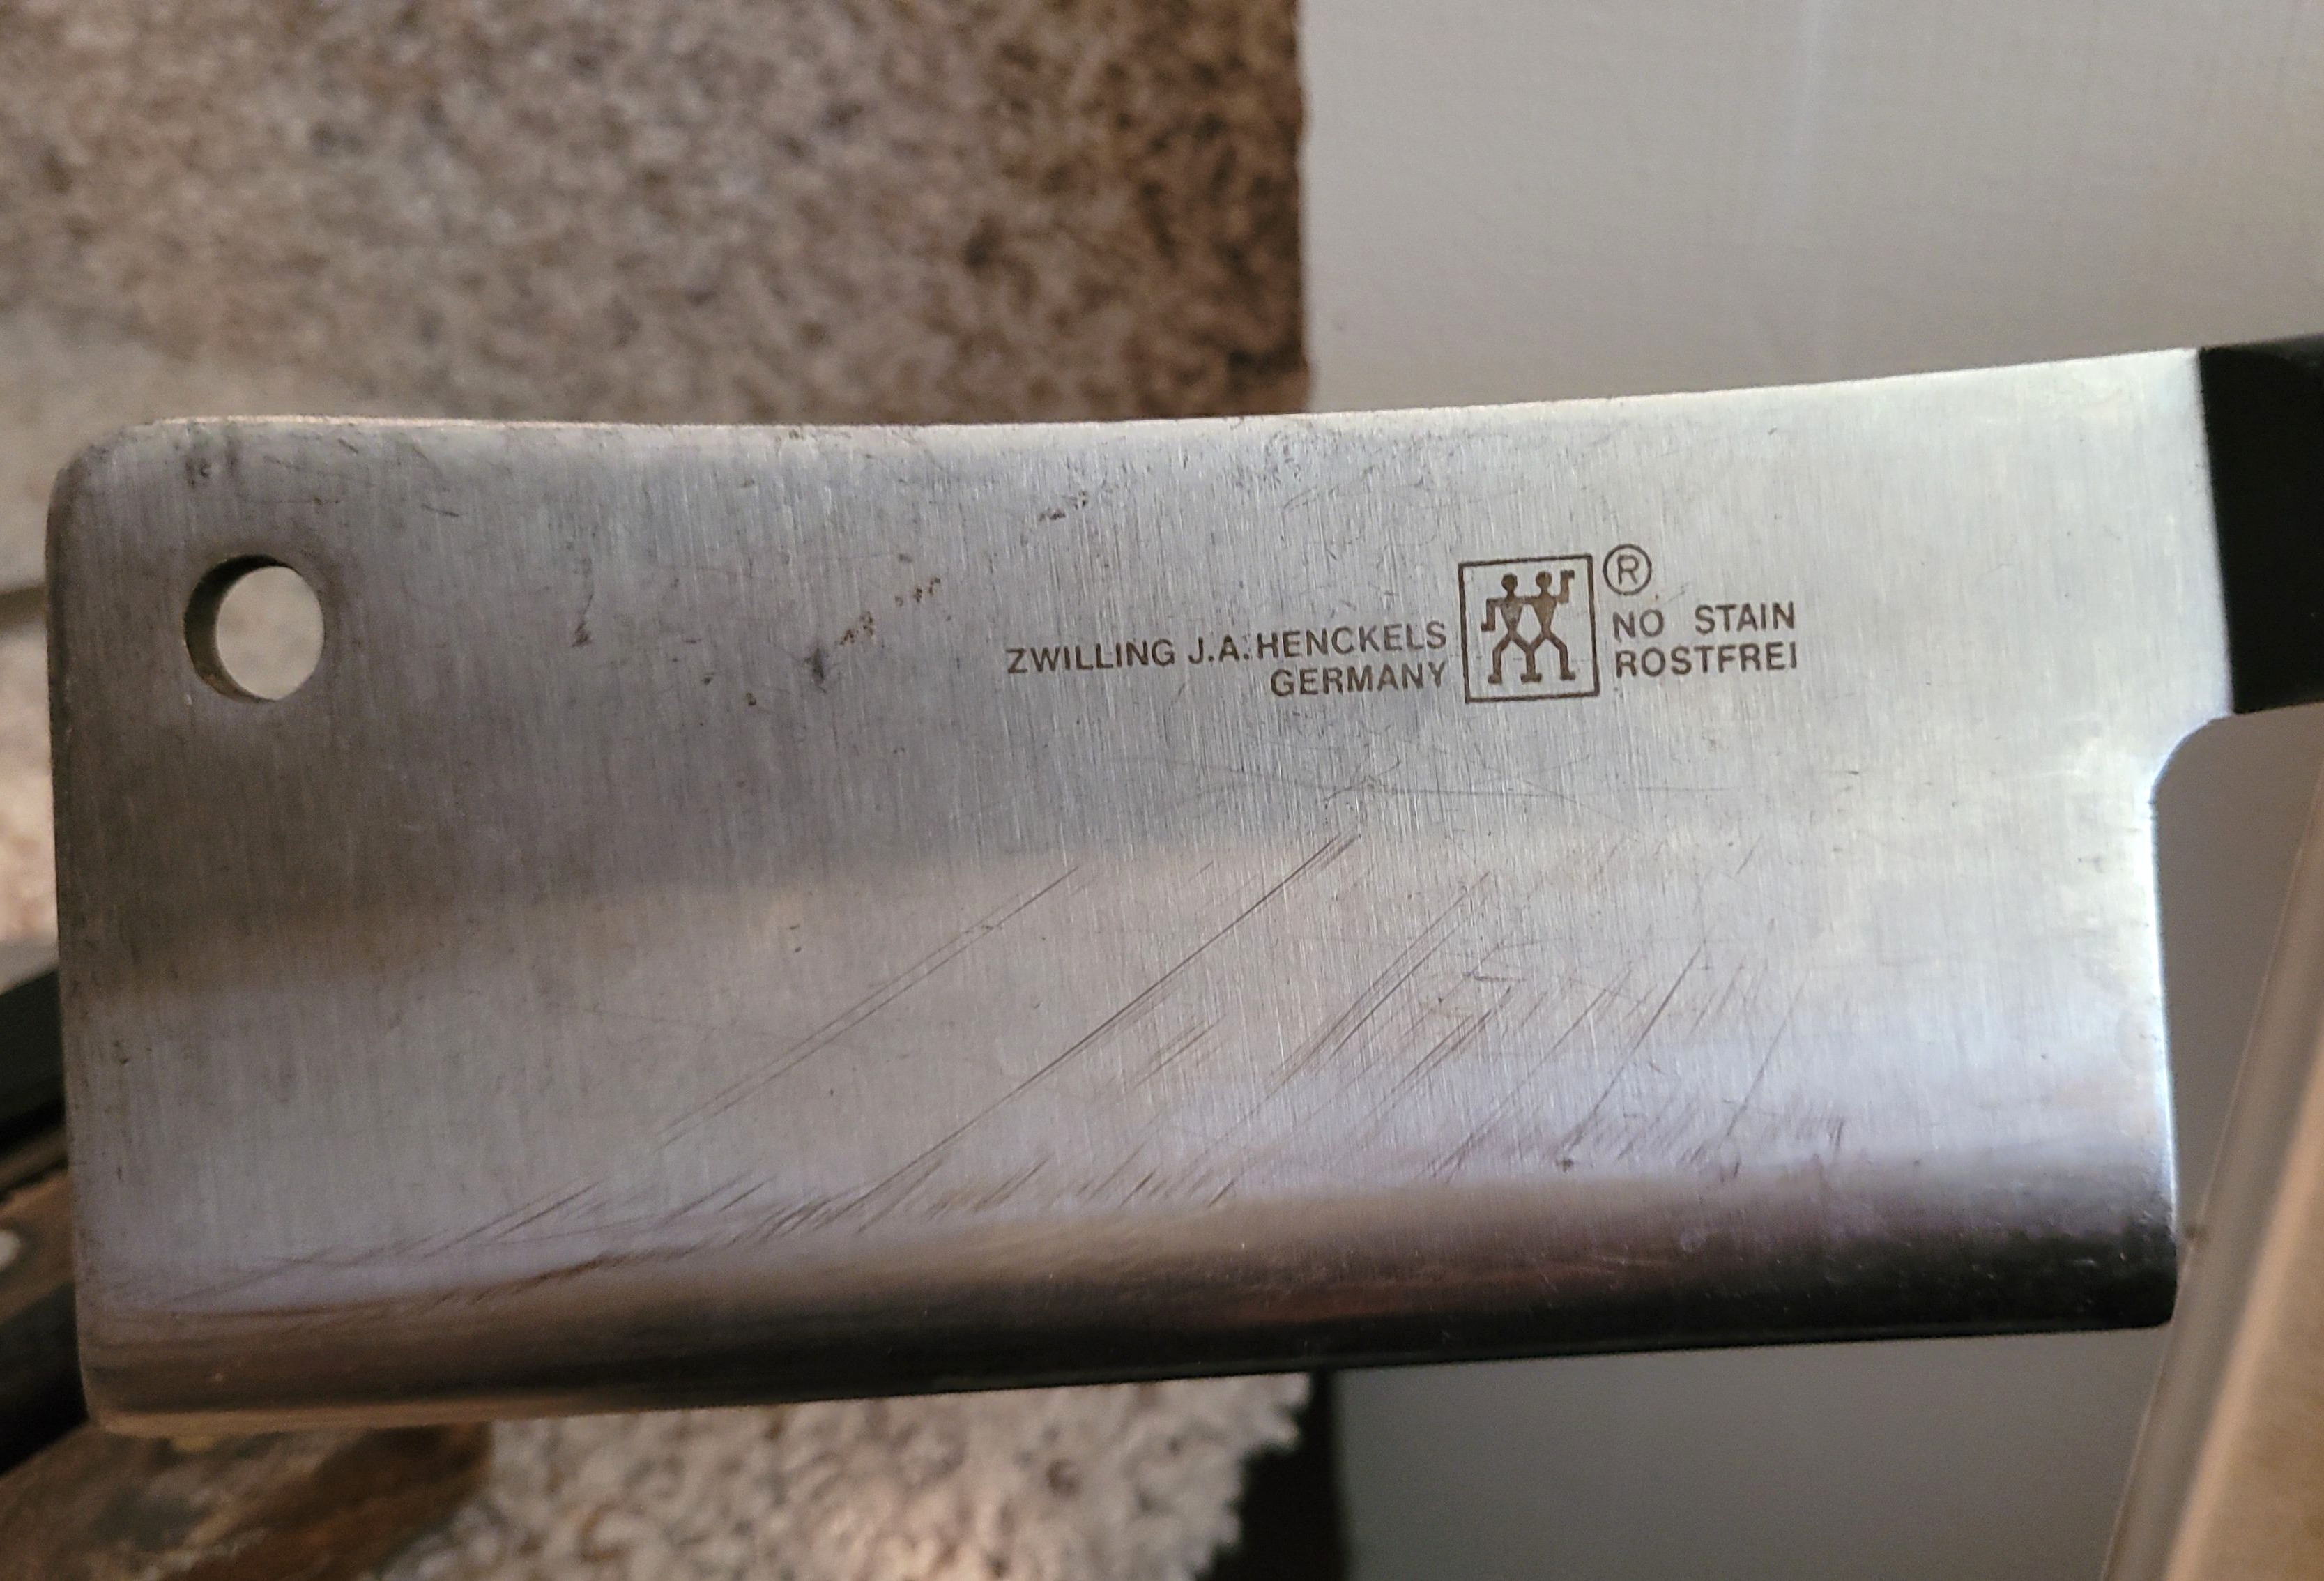 ZWILLING J.A. HENCKELS
GERMANY
®
NO STAIN
ROSTFREI